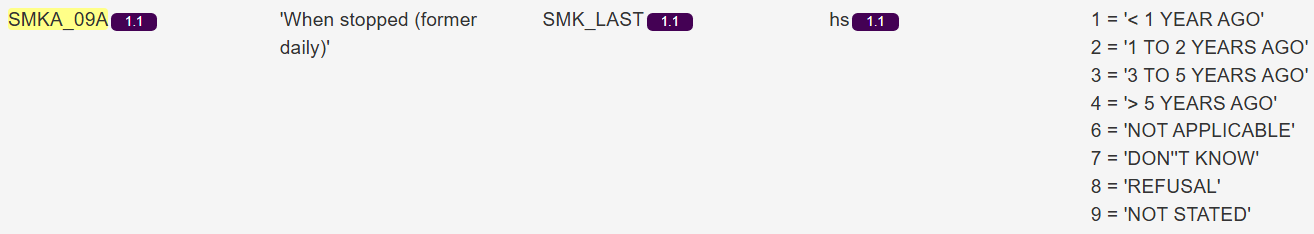 SMKA_09A 1.1 'When stopped (former SMK_LAST 1.1 hs 1.1 1 = '< 1 YEAR AGO'
daily)' 2 = '1 TO 2 YEARS AGO'
3 = '3 TO 5 YEARS AGO'
4 = '> 5 YEARS AGO'
6 = 'NOT APPLICABLE'
7 = 'DON"T KNOW'
8 = 'REFUSAL'
9 = 'NOT STATED'